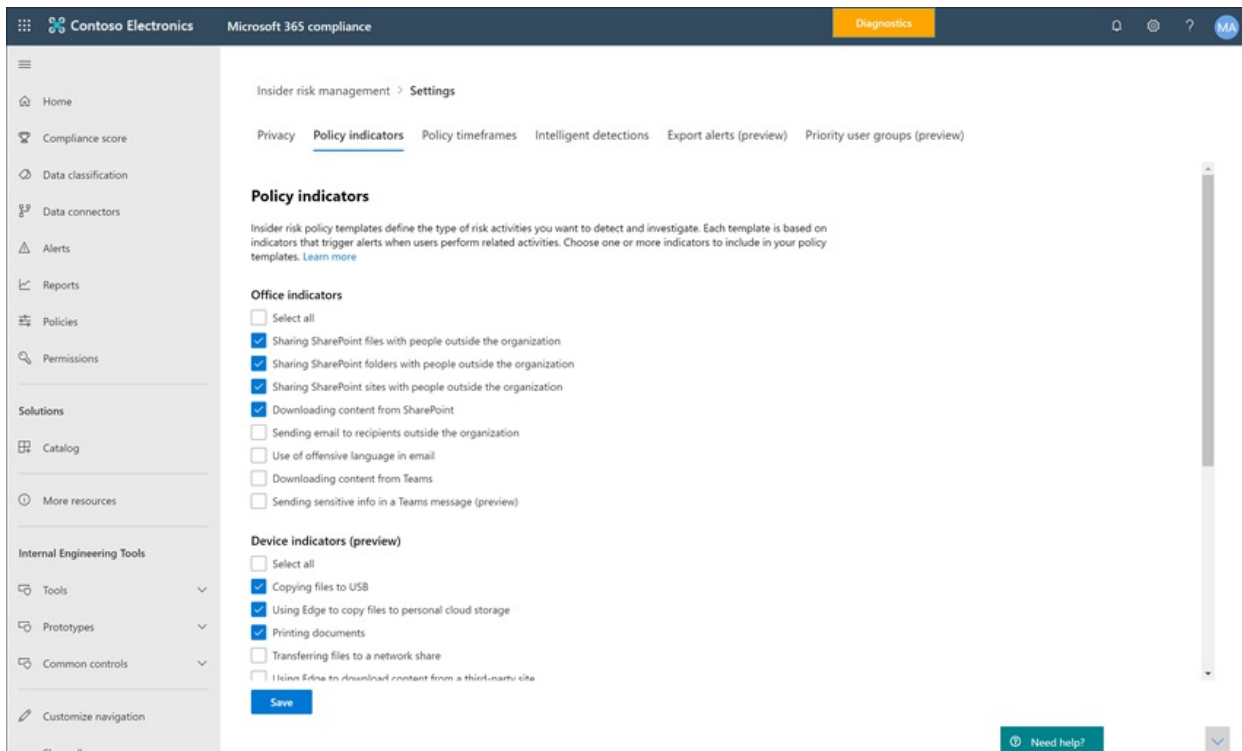 Contoso Electronics
Microsoft 365 compliance
Diagnostics
?
MA
Home
Compliance score
Data classification
Data connectors
Alerts
Reports
Policies
Permissions
Solutions
Catalog
More resources
Internal Engineering Tools
Tools
Prototypes
Common controls
Customize navigation
Insider risk management > Settings
Privacy Policy indicators Policy timeframes Intelligent detections Export alerts (preview) Priority user groups (preview)
Policy indicators
Insider risk policy templates define the type of risk activities you want to detect and investigate. Each template is based on
indicators that trigger alerts when users perform related activities. Choose one or more indicators to include in your policy
templates. Learn more
Office indicators
Select all
Sharing SharePoint files with people outside the organization
Sharing SharePoint folders with people outside the organization
Sharing SharePoint sites with people outside the organization
Downloading content from SharePoint
Sending email to recipients outside the organization
Use of offensive language in email
Downloading content from Teams
Sending sensitive info in a Teams message (preview)
Device indicators (preview)
Select all
Copying files to USB
Using Edge to copy files to personal cloud storage
Printing documents
Transferring files to a network share
Using Edge to download content from a third-party site
Save
Need help?